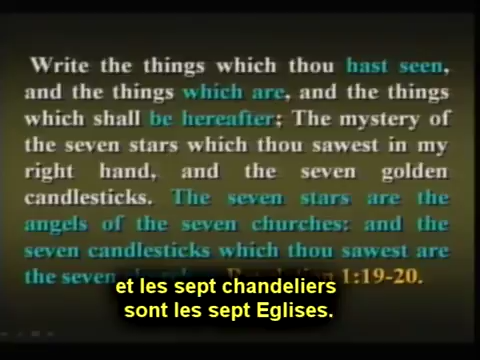 Write the things which thou hast seen,
and the things which are, and the things
which shall be hereafter; The mystery of
the seven stars which thou sawest in my
right hand, and the seven golden
candlesticks. The seven stars are the
angels of the seven churches: and the
seven candlesticks which thou sawest are
the seven 1:19-20.
et les sept chandeliers
sont les sept Eglises.